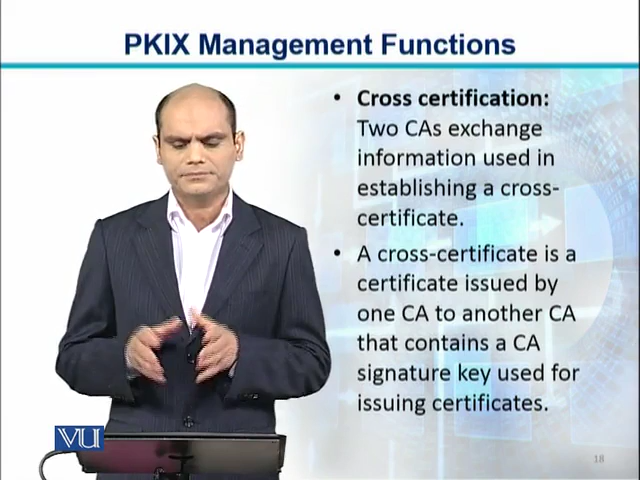 PKIX Management Functions
• Cross certification:
Two CAs exchange
information used in
establishing a cross-
certificate.
• A cross-certificate is a
certificate issued by
one CA to another CA
that contains a CA
signature key used for
issuing certificates.
VU
18